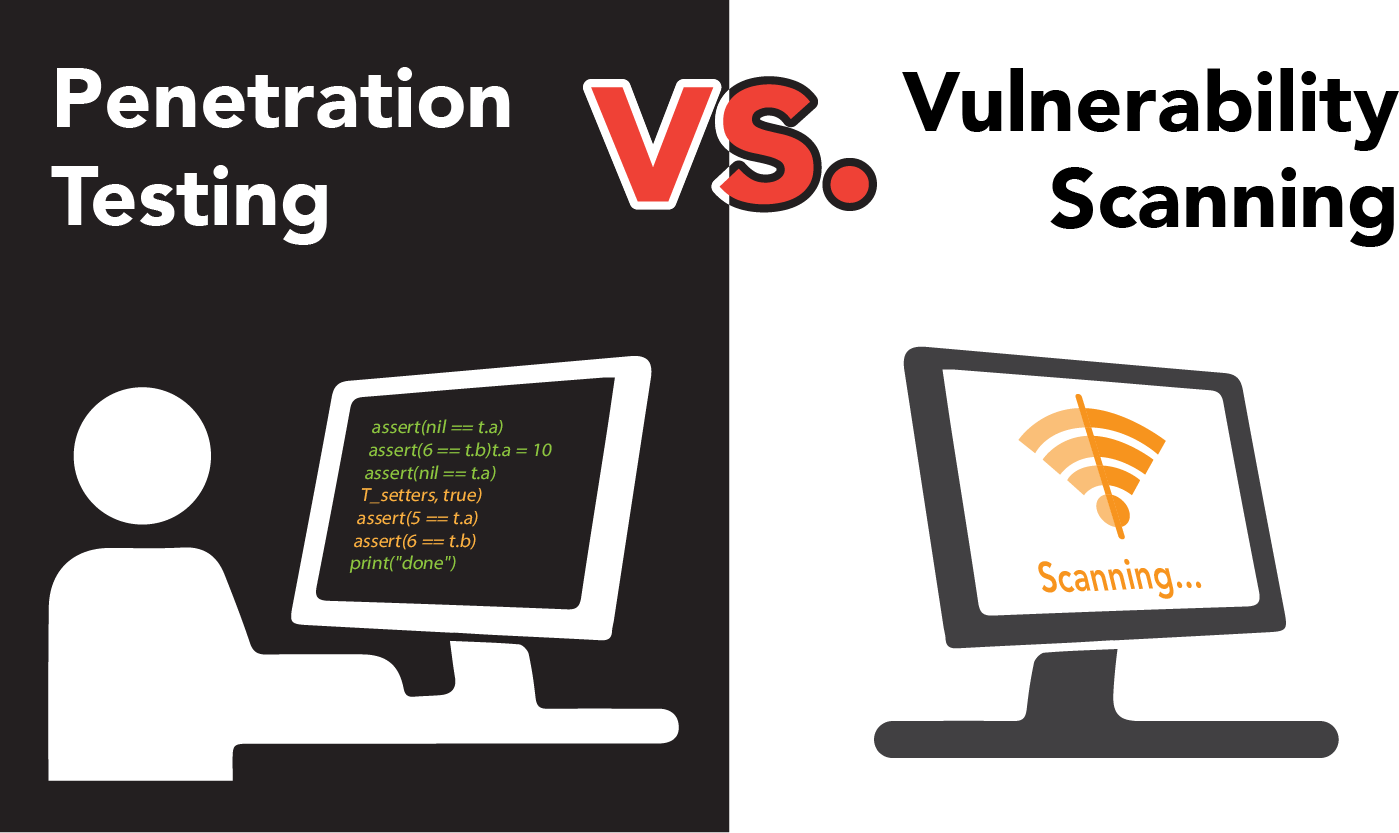 Penetration
Testing
VS.
Vulnerability
Scanning
assert(nil == t.a)
assert(6 == t.b)t.a = 10
assert(nil == t.a)
T_setters, true)
assert(5 == t.a)
assert(6 == t.b)
print("done")
Scanning...